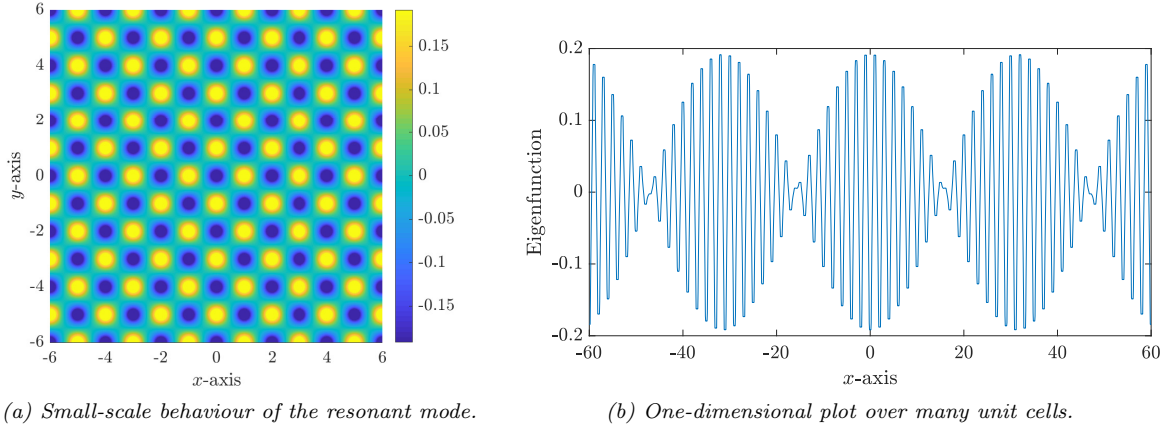 6
4
2
0
-2
-4
-6
y-axis
-6 -4 -2 0 2 4 6
x-axis
0.15
0.1
0.05
0
-0.05
-0.1
-0.15
(a) Small-scale behaviour of the resonant mode.
0.2
0.1
0
-0.1
-0.2
Eigenfunction
-60 -40 -20 0 20 40 60
x-axis
(b) One-dimensional plot over many unit cells.